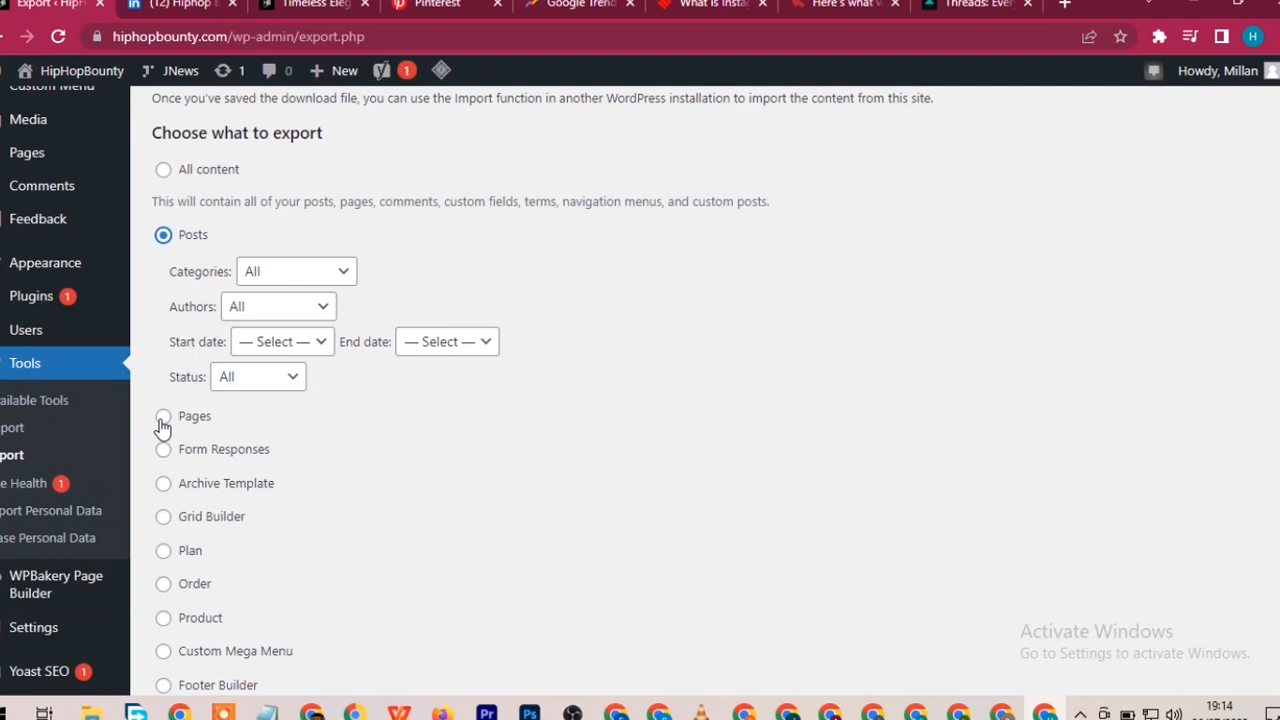 Export ‹ HipH
(12) Hiphop B
Timeless Eleg
Pinterest
Google Trend
What is Insta
Here's what
Threads: Ever
hiphopbounty.com/wp-admin/export.php
H
HipHopBounty
JNews
1
0
New
1
Howdy, Millan
Custom Menu
Media
Pages
Comments
Feedback
Appearance
Plugins 1
Users
Tools
ailable Tools
port
port
e Health 1
port Personal Data
ase Personal Data
WPBakery Page
Builder
Settings
Yoast SEO 1
Once you've saved the download file, you can use the Import function in another WordPress installation to import the content from this site.
Choose what to export
All content
This will contain all of your posts, pages, comments, custom fields, terms, navigation menus, and custom posts.
Posts
Categories: All
Authors: All
Start date: — Select — End date: — Select —
Status: All
Pages
Form Responses
Archive Template
Grid Builder
Plan
Order
Product
Custom Mega Menu
Footer Builder
Activate Windows
Go to Settings to activate Windows.
Pr
Ps
19:14